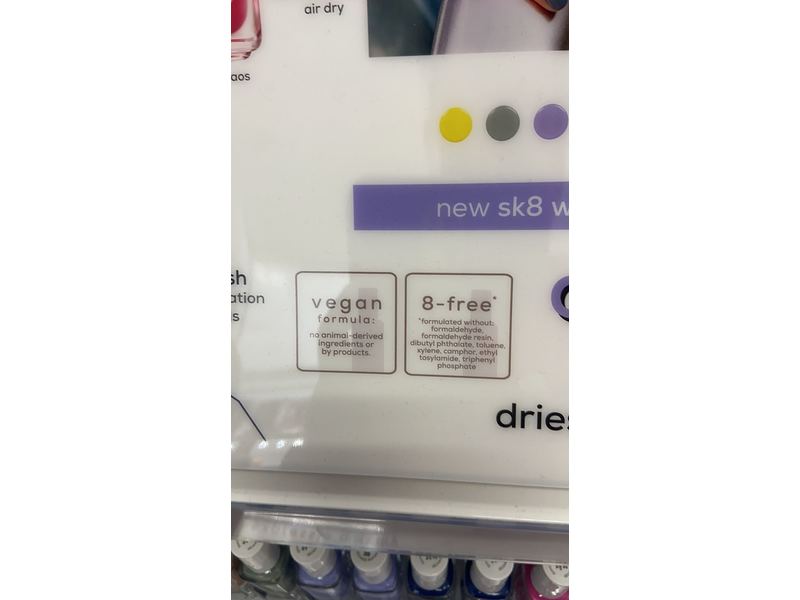 air dry
aos
new sk8 w
sh
ation
s
vegan
formula:
no animal-derived
ingredients or
by products.
8-free*
*formulated without:
formaldehyde,
formaldehyde resin,
dibutyl phthalate, toluene,
xylene, camphor, ethyl
tosylamide, triphenyl
phosphate
dries